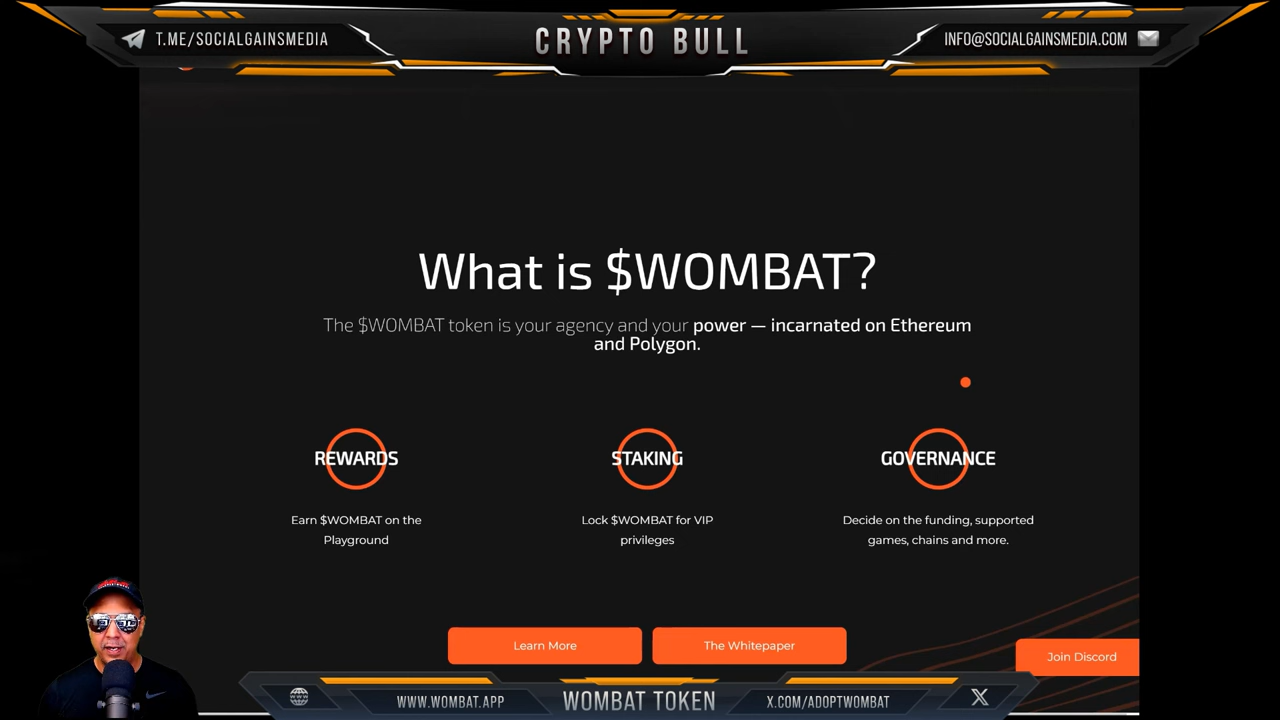 T.ME/SOCIALGAINSMEDIA
CRYPTO BULL
INFO@SOCIALGAINSMEDIA.COM
What is $WOMBAT?
The $WOMBAT token is your agency and your power — incarnated on Ethereum
and Polygon.
REWARDS
Earn $WOMBAT on the
Playground
STAKING
Lock $WOMBAT for VIP
privileges
GOVERNANCE
Decide on the funding, supported
games, chains and more.
Learn More
The Whitepaper
Join Discord
WWW.WOMBAT.APP
WOMBAT TOKEN
X.COM/ADOPTWOMBAT